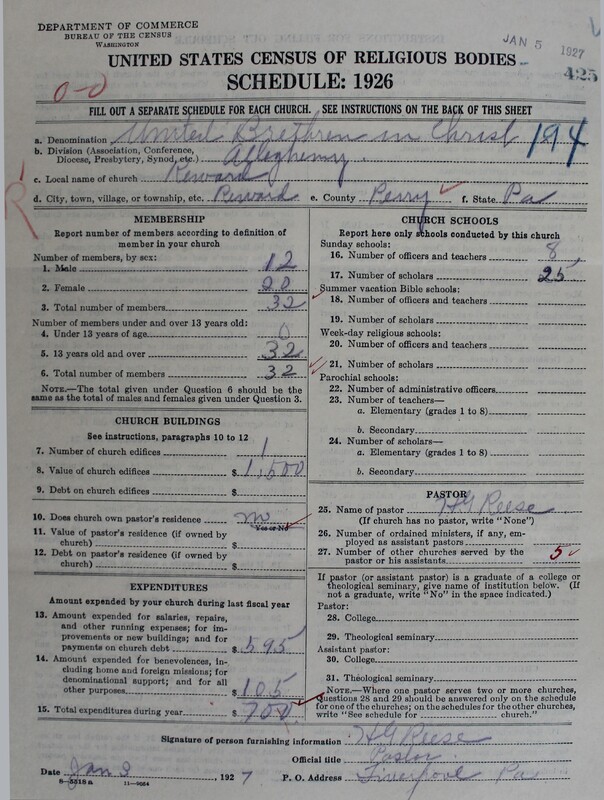 DEPARTMENT OF COMMERCE
BUREAU OF THE CENSUS
WASHINGTON
JAN 5 1927
425
UNITED STATES CENSUS OF RELIGIOUS BODIES
SCHEDULE: 1926
0-0
FILL OUT A SEPARATE SCHEDULE FOR EACH CHURCH. SEE INSTRUCTIONS ON THE BACK OF THIS SHEET
a. Denomination United Brethren in Christ 194
b. Division (Association, Conference, Diocese, Presbytery, Synod, etc.) Allegheny
c. Local name of church Reward
d. City, town, village, or township, etc. Reward e. County Perry f. State Pa
MEMBERSHIP
Report number of members according to definition of
member in your church
Number of members, by sex:
1. Male 12
2. Female 20
3. Total number of members 32
Number of members under and over 13 years old:
4. Under 13 years of age 0
5. 13 years old and over 32
6. Total number of members 32
NOTE.—The total given under Question 6 should be the
same as the total of males and females given under Question 3.
CHURCH BUILDINGS
See instructions, paragraphs 10 to 12
7. Number of church edifices 1
8. Value of church edifices $ 1,500
9. Debt on church edifices $
10. Does church own pastor's residence no
Yes or No
11. Value of pastor's residence (if owned by
church) $
12. Debt on pastor's residence (if owned by
church) $
EXPENDITURES
Amount expended by your church during last fiscal year
13. Amount expended for salaries, repairs,
and other running expenses; for im-
provements or new buildings; and for
payments on church debt $ 595
14. Amount expended for benevolences, in-
cluding home and foreign missions; for
denominational support; and for all
other purposes $ 105
15. Total expenditures during year $ 700
CHURCH SCHOOLS
Report here only schools conducted by this church
Sunday schools:
16. Number of officers and teachers 8
17. Number of scholars 25
Summer vacation Bible schools:
18. Number of officers and teachers
19. Number of scholars
Week-day religious schools:
20. Number of officers and teachers
21. Number of scholars
Parochial schools:
22. Number of administrative officers
23. Number of teachers—
a. Elementary (grades 1 to 8)
b. Secondary
24. Number of scholars—
a. Elementary (grades 1 to 8)
b. Secondary
PASTOR
25. Name of pastor HG Reese
(If church has no pastor, write "None")
26. Number of ordained ministers, if any, em-
ployed as assistant pastors
27. Number of other churches served by the
pastor or his assistants 5
If pastor (or assistant pastor) is a graduate of a college or
theological seminary, give name of institution below. (If
not a graduate, write "No" in the space indicated.)
Pastor:
28. College
29. Theological seminary
Assistant pastor:
30. College
31. Theological seminary
NOTE.—Where one pastor serves two or more churches,
questions 28 and 29 should be answered only on the schedule
for one of the churches; on the schedules for the other churches,
write "See schedule for church."
Signature of person furnishing information HG Reese
Official title Pastor
Date Jan 3, 1927 P. O. Address Liverpool Pa